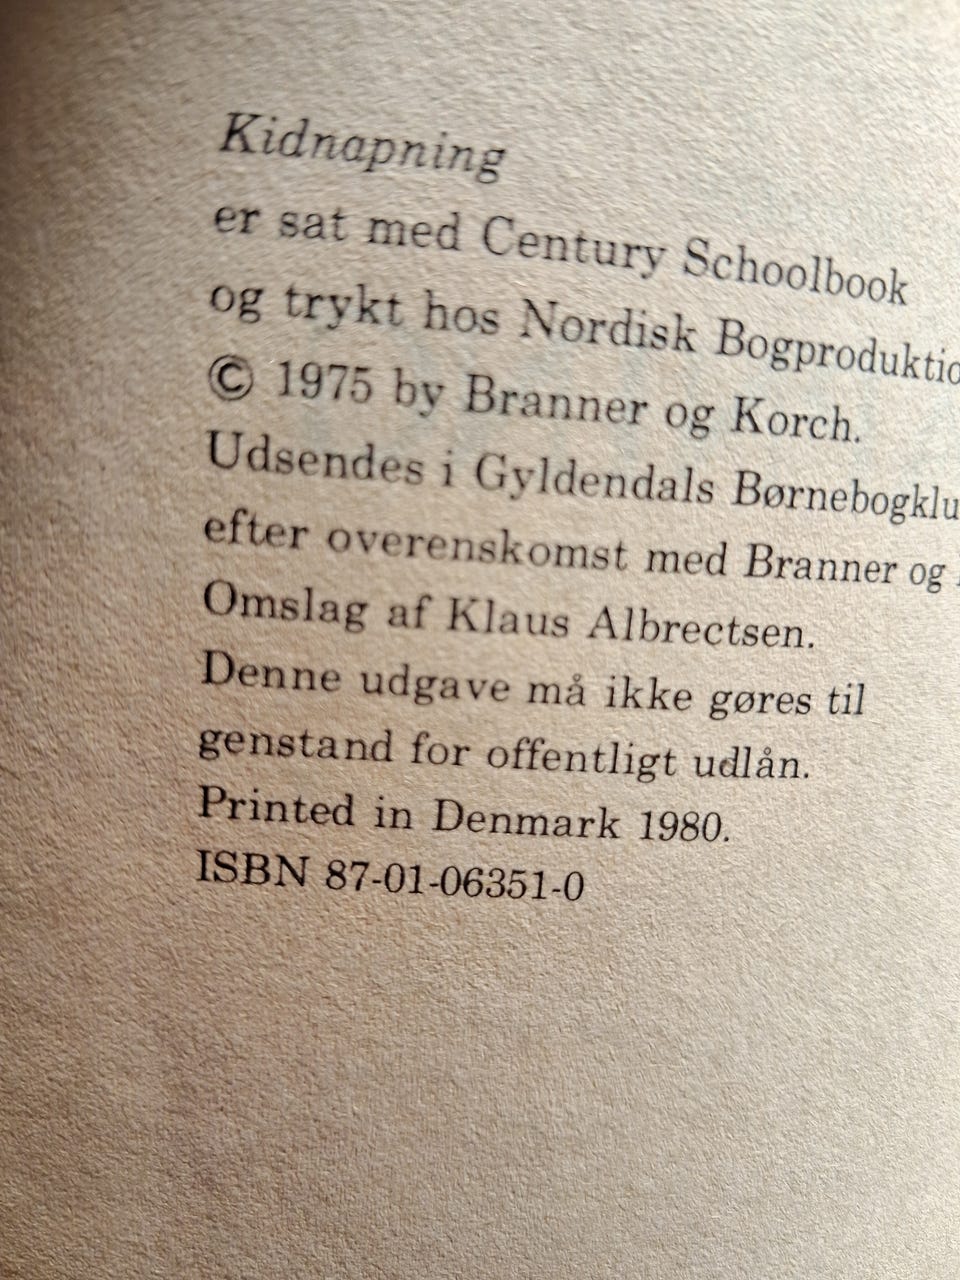 Kidnapning
er sat med Century Schoolbook
og trykt hos Nordisk
© 1975 by Branner og Korch.
Udsendes i Gyldendals
efter overenskomst med Branner og
Omslag af Klaus Albrectsen.
Denne udgave må ikke gøres til
genstand for offentligt udlån.
Printed in Denmark 1980.
ISBN 87-01-06351-0